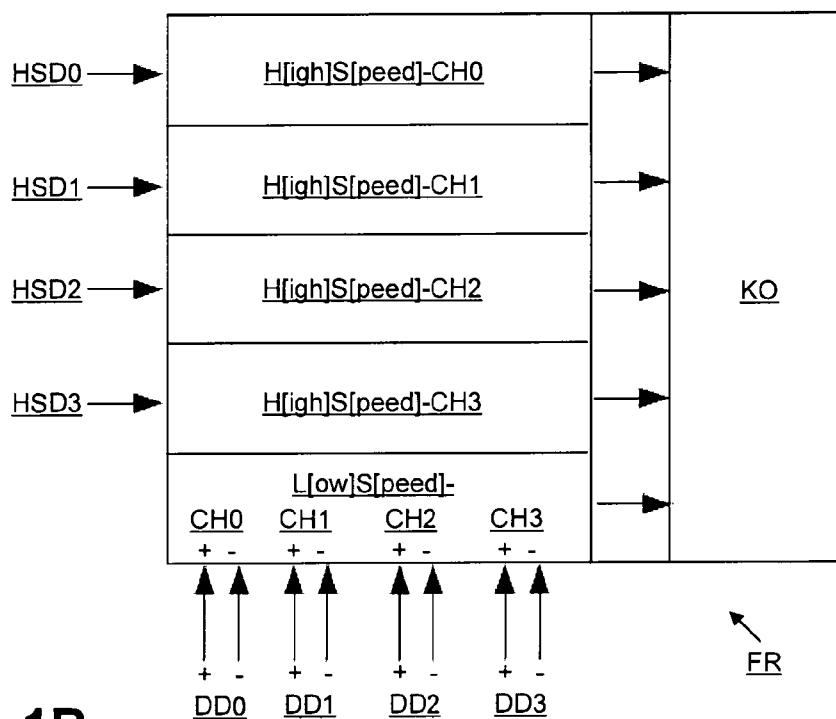 HSD0 H[igh]S[peed]-CH0
HSD1 H[igh]S[peed]-CH1
HSD2 H[igh]S[peed]-CH2 KO
HSD3 H[igh]S[peed]-CH3
L[ow]S[peed]-
CH0 CH1 CH2 CH3
+ - + - + - + -
FR
+ - + - + - + -
DD0 DD1 DD2 DD3